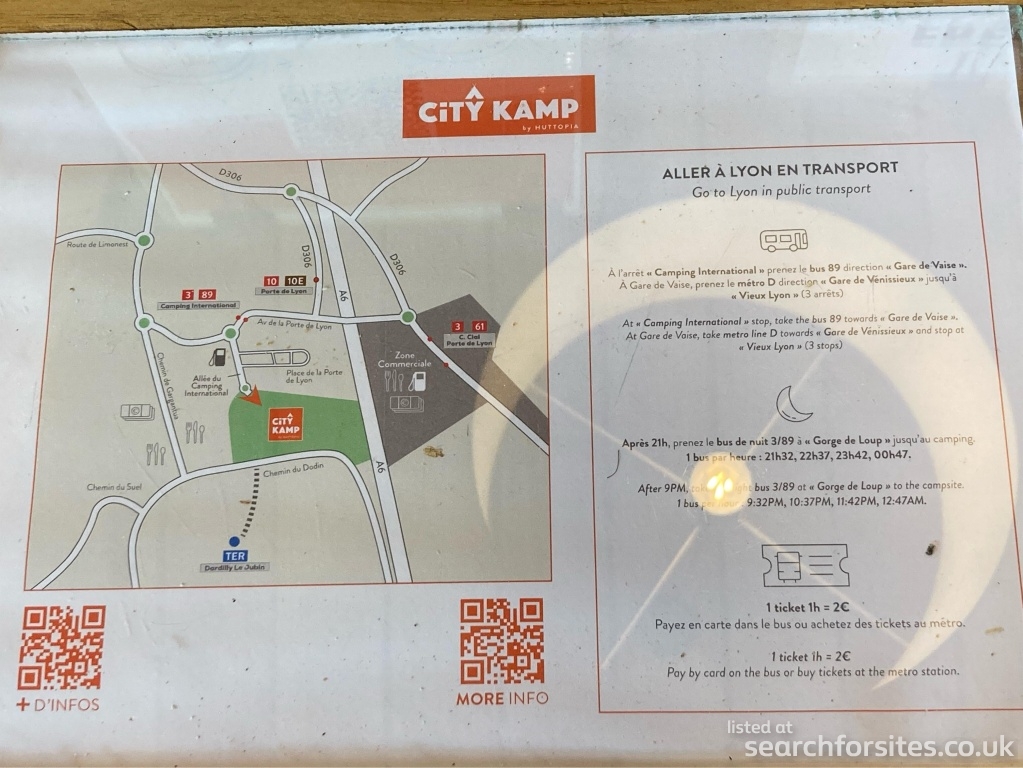 CiTY KAMP
by HUTTOPIA
D306
Route de Limonest
D306
D306
10 10E
Porte de Lyon
A6
3 89
Camping International
Av de la Porte de Lyon
3 61
C. Cial
Porte de Lyon
Zone
Commerciale
Place de la Porte
de Lyon
Allée du
Camping
International
Chemin de Gargantua
CiTY
KAMP
Chemin du Dodin
A6
Chemin du Suel
TER
Dardilly Le Jubin
+ D'INFOS
MORE INFO
ALLER À LYON EN TRANSPORT
Go to Lyon in public transport
À l'arrêt « Camping International » prenez le bus 89 direction « Gare de Vaise ».
À Gare de Vaise, prenez le métro D direction « Gare de Vénissieux » jusqu'à
« Vieux Lyon » (3 arrêts)
At « Camping International » stop, take the bus 89 towards « Gare de Vaise ».
At Gare de Vaise, take metro line D towards « Gare de Vénissieux » and stop at
« Vieux Lyon » (3 stops)
Après 21h, prenez le bus de nuit 3/89 à « Gorge de Loup » jusqu'au camping.
1 bus par heure : 21h32, 22h37, 23h42, 00h47.
After 9PM, bus 3/89 at « Gorge de Loup » to the campsite.
1 bus 9:32PM, 10:37PM, 11:42PM, 12:47AM.
1 ticket 1h = 2€
Payez en carte dans le bus ou achetez des tickets au métro.
1 ticket 1h = 2€
Pay by card on the bus or buy tickets at the metro station.
listed at
searchforsites.co.uk